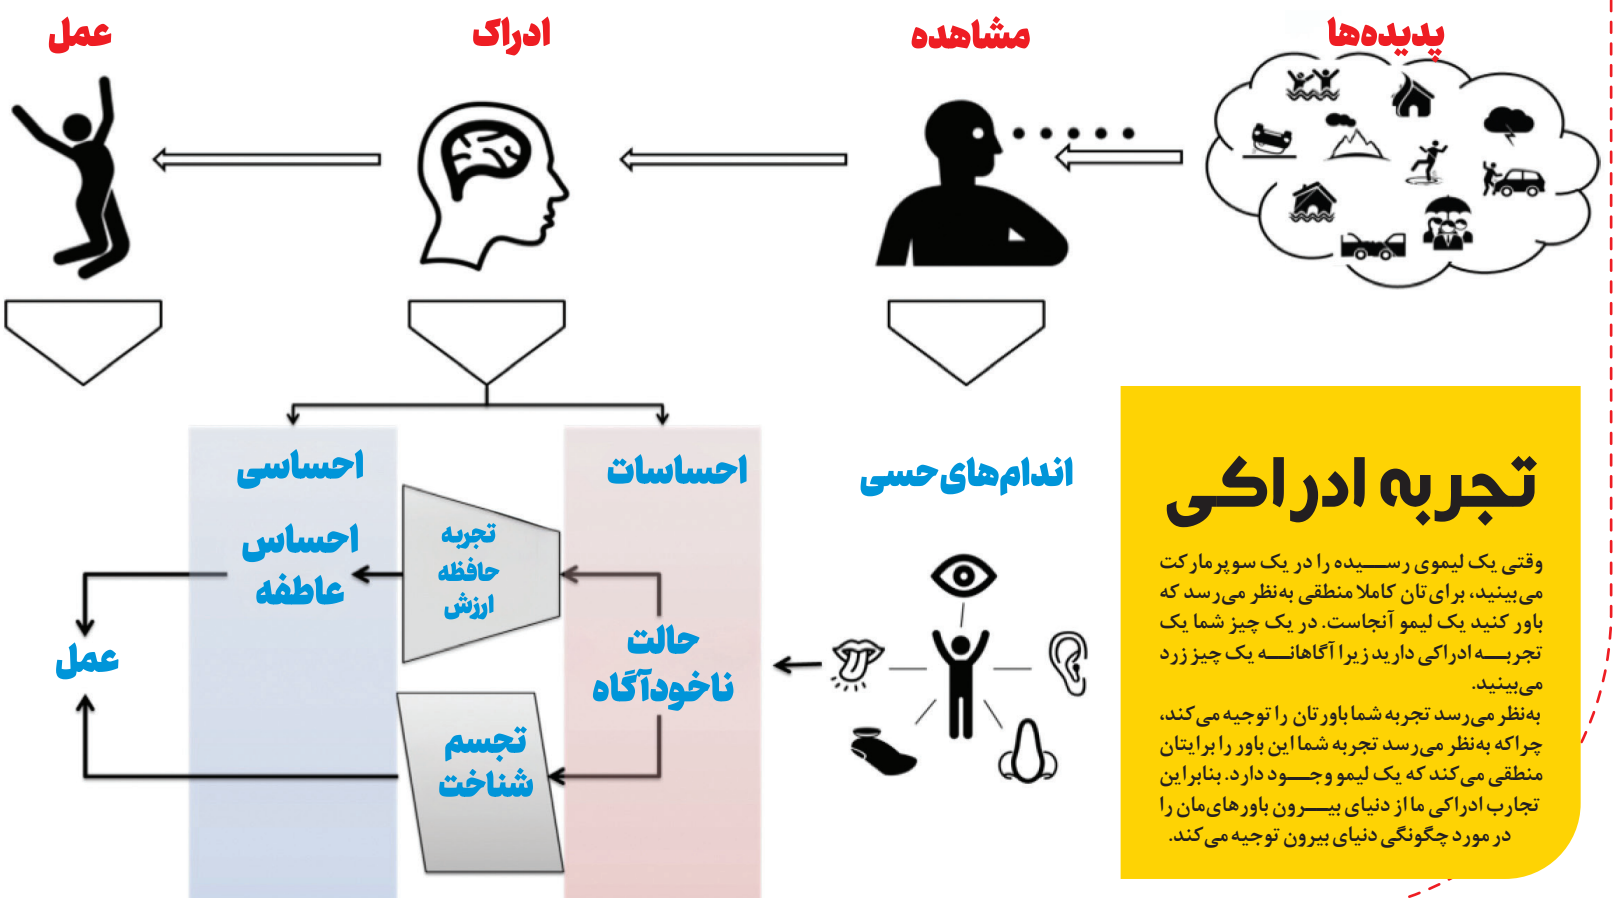 پدیده‌ها
مشاهده
ادراک
عمل
تجربه ادراکی
وقتی یک لیموی رسیده را در یک سوپرمارکت
می‌بینید، برای‌تان کاملا منطقی به‌نظر می‌رسد که
باور کنید یک لیمو آنجاست. در یک چیز شما یک
تجربه ادراکی دارید زیرا آگاهانه یک چیز زرد
می‌بینید.
به‌نظر می‌رسد تجربه شما باورتان را توجیه می‌کند،
چراکه به‌نظر می‌رسد تجربه شما این باور را برایتان
منطقی می‌کند که یک لیمو وجود دارد. بنابراین
تجارب ادراکی ما از دنیای بیرون باورهای‌مان را
در مورد چگونگی دنیای بیرون توجیه می‌کند.
اندام‌های حسی
احساسات
حالت
ناخودآگاه
تجربه
حافظه
ارزش
تجسم
شناخت
احساسی
احساس
عاطفه
عمل